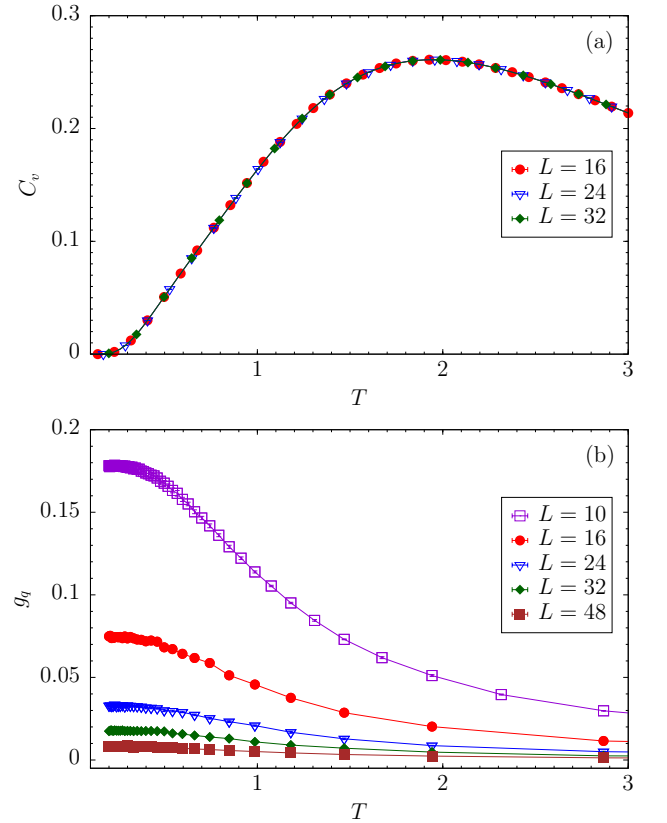 (a)
0.3
0.2
0.1
0
C_v
L = 16
L = 24
L = 32
1
2
3
T
(b)
0.2
0.15
0.1
0.05
0
g_q
L = 10
L = 16
L = 24
L = 32
L = 48
1
2
3
T